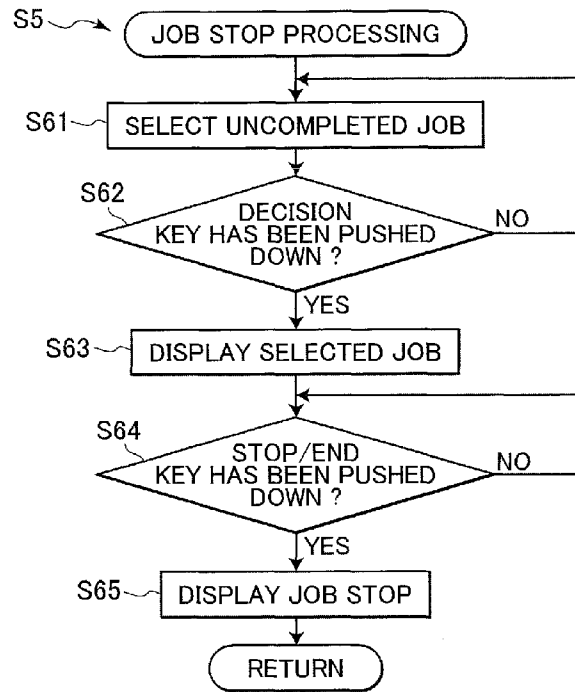 S5
JOB STOP PROCESSING
S61
SELECT UNCOMPLETED JOB
S62
DECISION
KEY HAS BEEN PUSHED
DOWN ?
NO
YES
S63
DISPLAY SELECTED JOB
S64
STOP/END
KEY HAS BEEN PUSHED
DOWN ?
NO
YES
S65
DISPLAY JOB STOP
RETURN